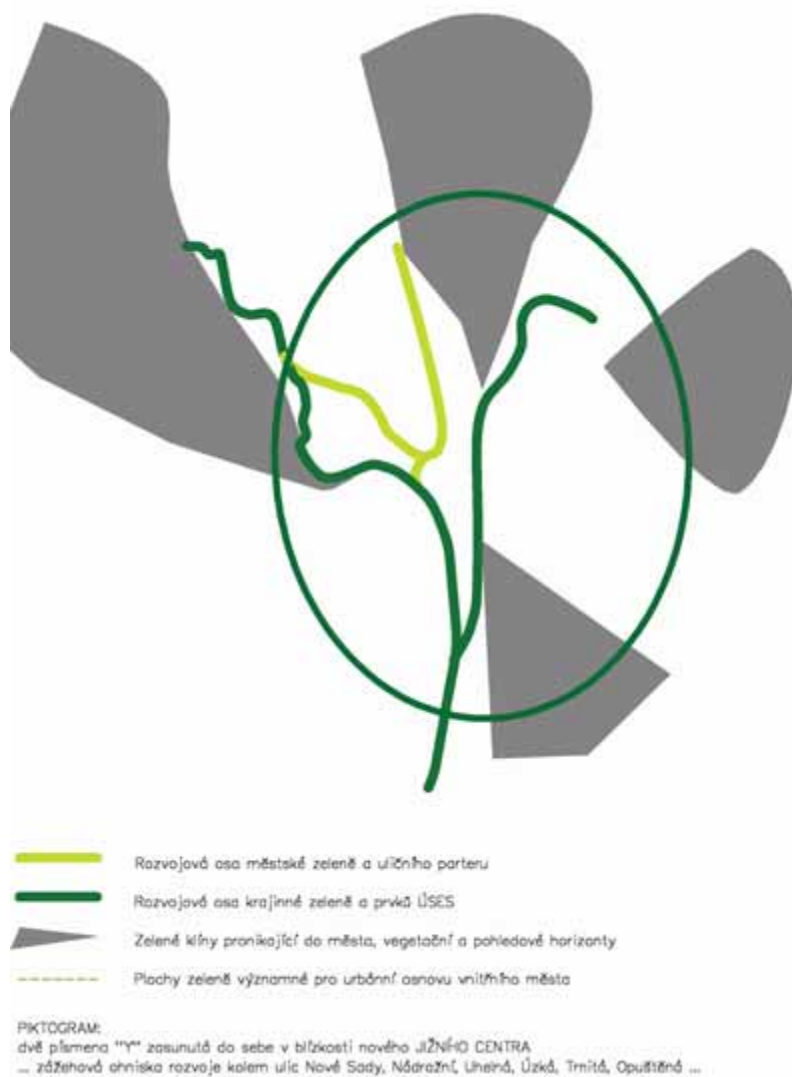 Rozvojová osa městské zeleně a uličního parteru
Rozvojová osa krajinné zeleně a prvků ÚSES
Zelené klíny pronikající do města, vegetační a pohledové horizonty
Plochy zeleně významné pro urbánní osnovu vnitřního města
PIKTOGRAM:
dvě písmena "Y" zasunutá do sebe v blízkosti nového JIŽNÍHO CENTRA
... zážehová ohniska rozvoje kolem ulic Nové Sady, Nádražní, Uhelná, Úzká, Trnitá, Opuštěná ...